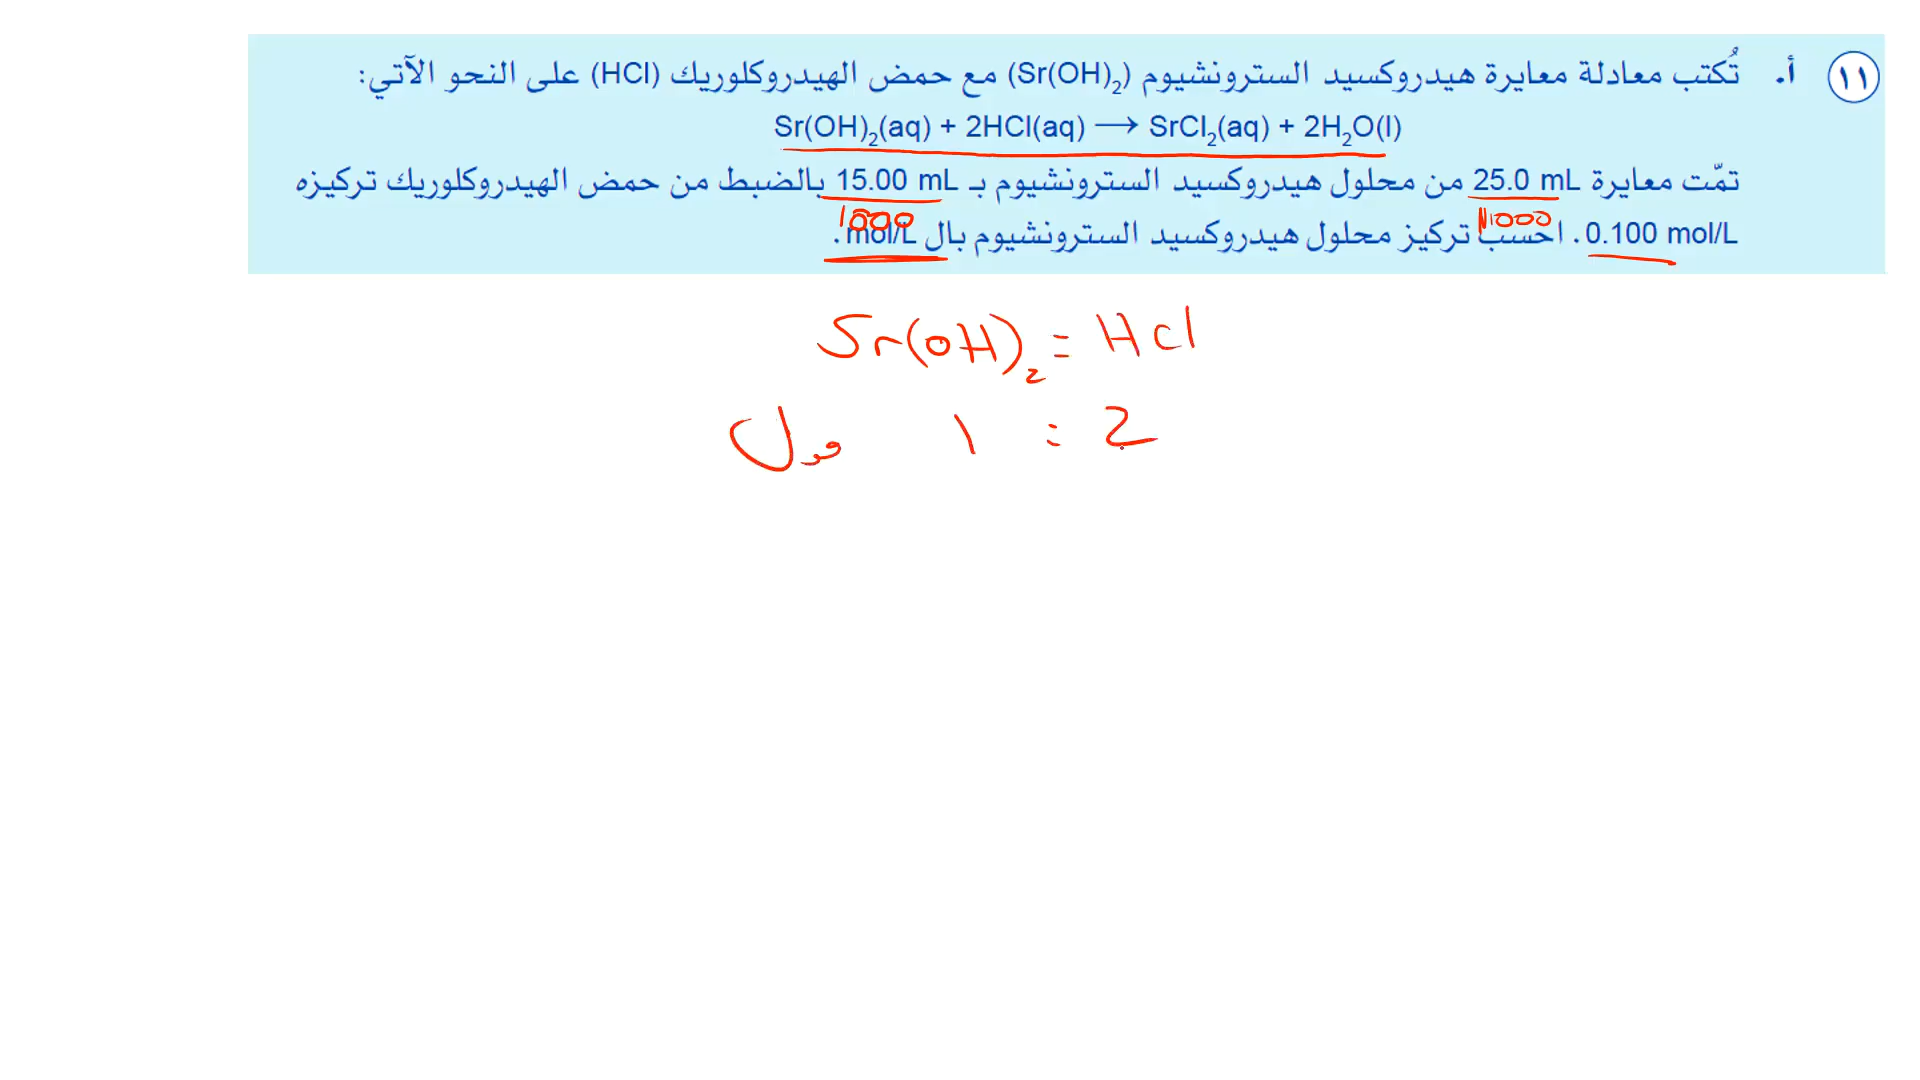 ١١ أ. تُكتب معادلة معايرة هيدروكسيد السترونشيوم (Sr(OH)₂) مع حمض الهيدروكلوريك (HCl) على النحو الآتي:
Sr(OH)₂(aq) + 2HCl(aq) ⟶ SrCl₂(aq) + 2H₂O(l)
تمّت معايرة 25.0 mL من محلول هيدروكسيد السترونشيوم بـ 15.00 mL بالضبط من حمض الهيدروكلوريك تركيزه
1000 1000
0.100 mol/L. احسب تركيز محلول هيدروكسيد السترونشيوم بال mol/L.
Sr(OH)₂ = HCl
مول 1 : 2